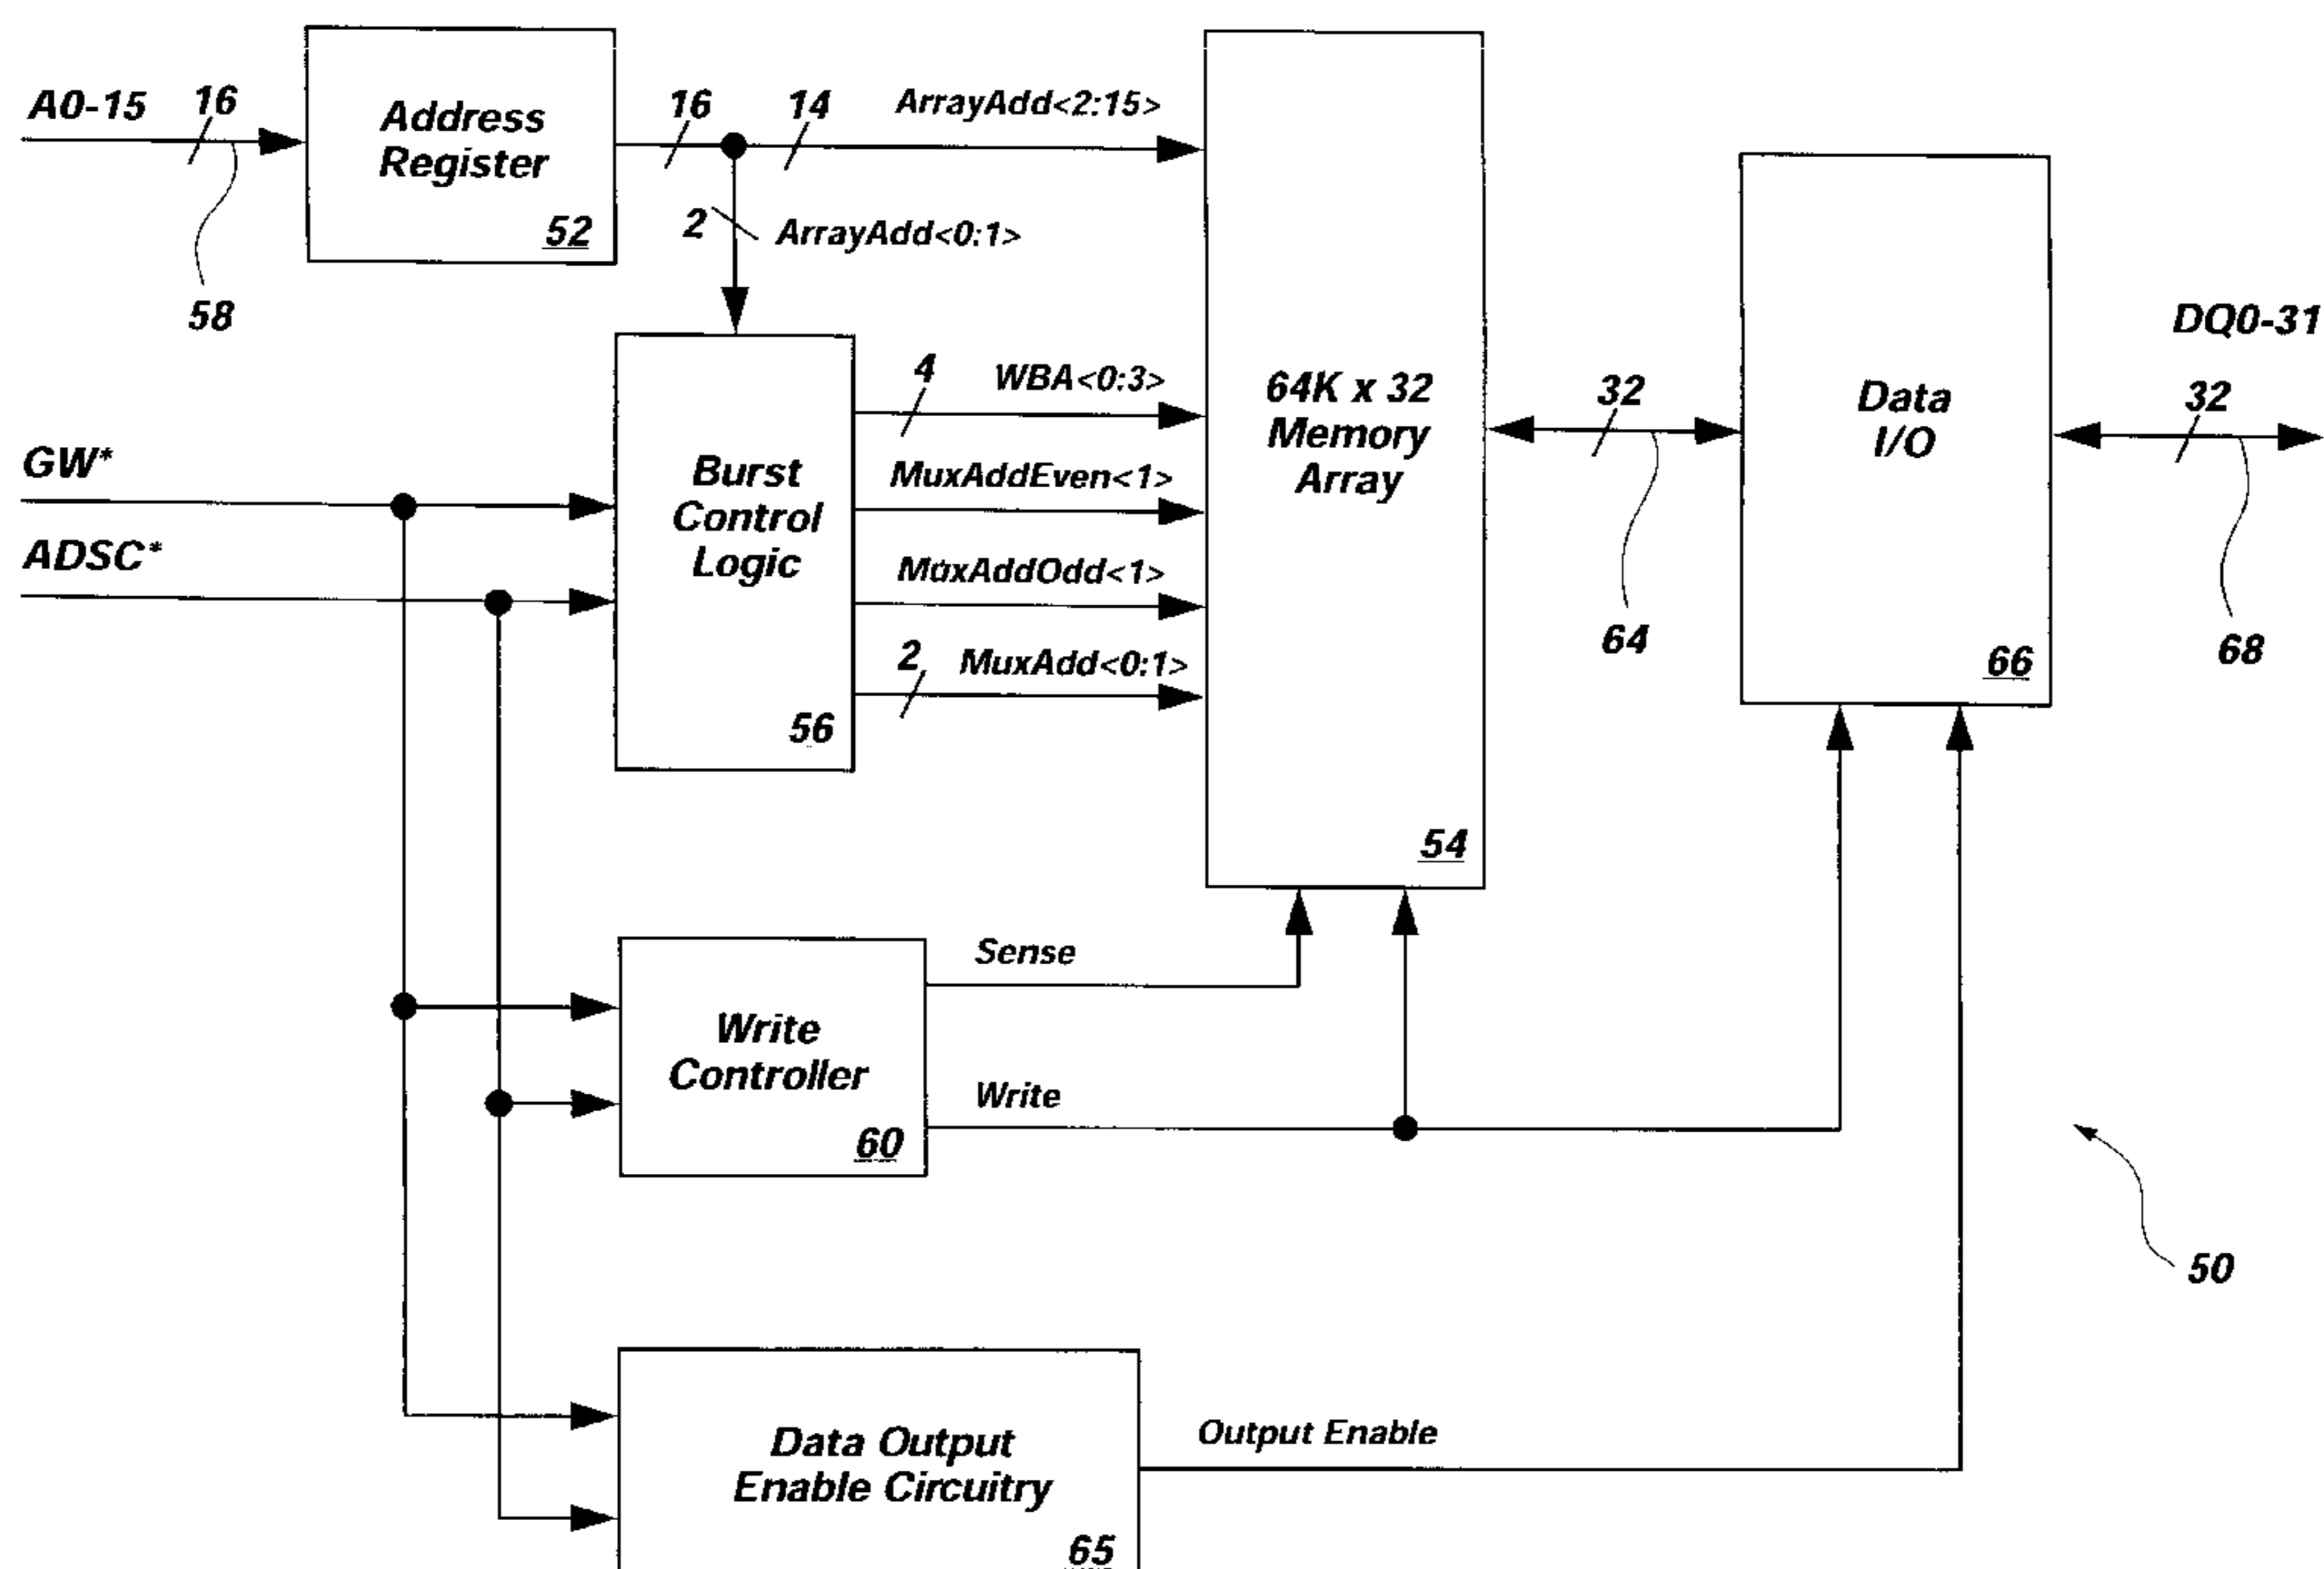 A0-15
16
Address
Register
52
58
16
14
ArrayAdd<2:15>
2
ArrayAdd<0:1>
GW*
ADSC*
Burst
Control
Logic
56
4
WBA<0:3>
MuxAddEven<1>
MuxAddOdd<1>
2
MuxAdd<0:1>
64K x 32
Memory
Array
54
32
64
Data
I/O
66
DQ0-31
32
68
Write
Controller
60
Sense
Write
50
Data Output
Enable Circuitry
65
Output Enable